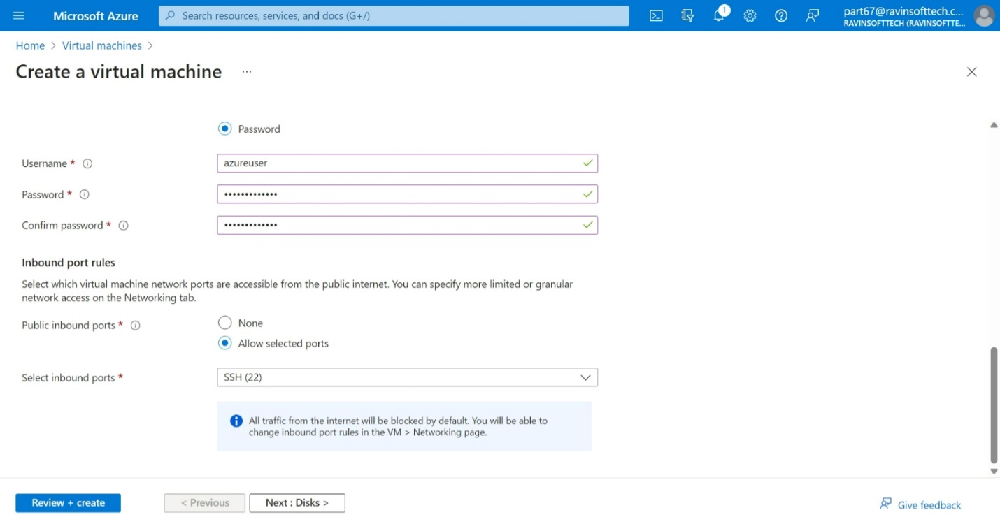 Microsoft Azure
Search resources, services, and docs (G+/)
1
part67@ravinsofttech.c...
RAVINSOFTTECH (RAVINSOFTTE...
Home > Virtual machines >
Create a virtual machine ...
Password
Username *
azureuser
Password *
•••••••••••••
Confirm password *
•••••••••••••
Inbound port rules
Select which virtual machine network ports are accessible from the public internet. You can specify more limited or granular
network access on the Networking tab.
Public inbound ports *
None
Allow selected ports
Select inbound ports *
SSH (22)
All traffic from the internet will be blocked by default. You will be able to
change inbound port rules in the VM > Networking page.
Review + create
< Previous
Next : Disks >
Give feedback